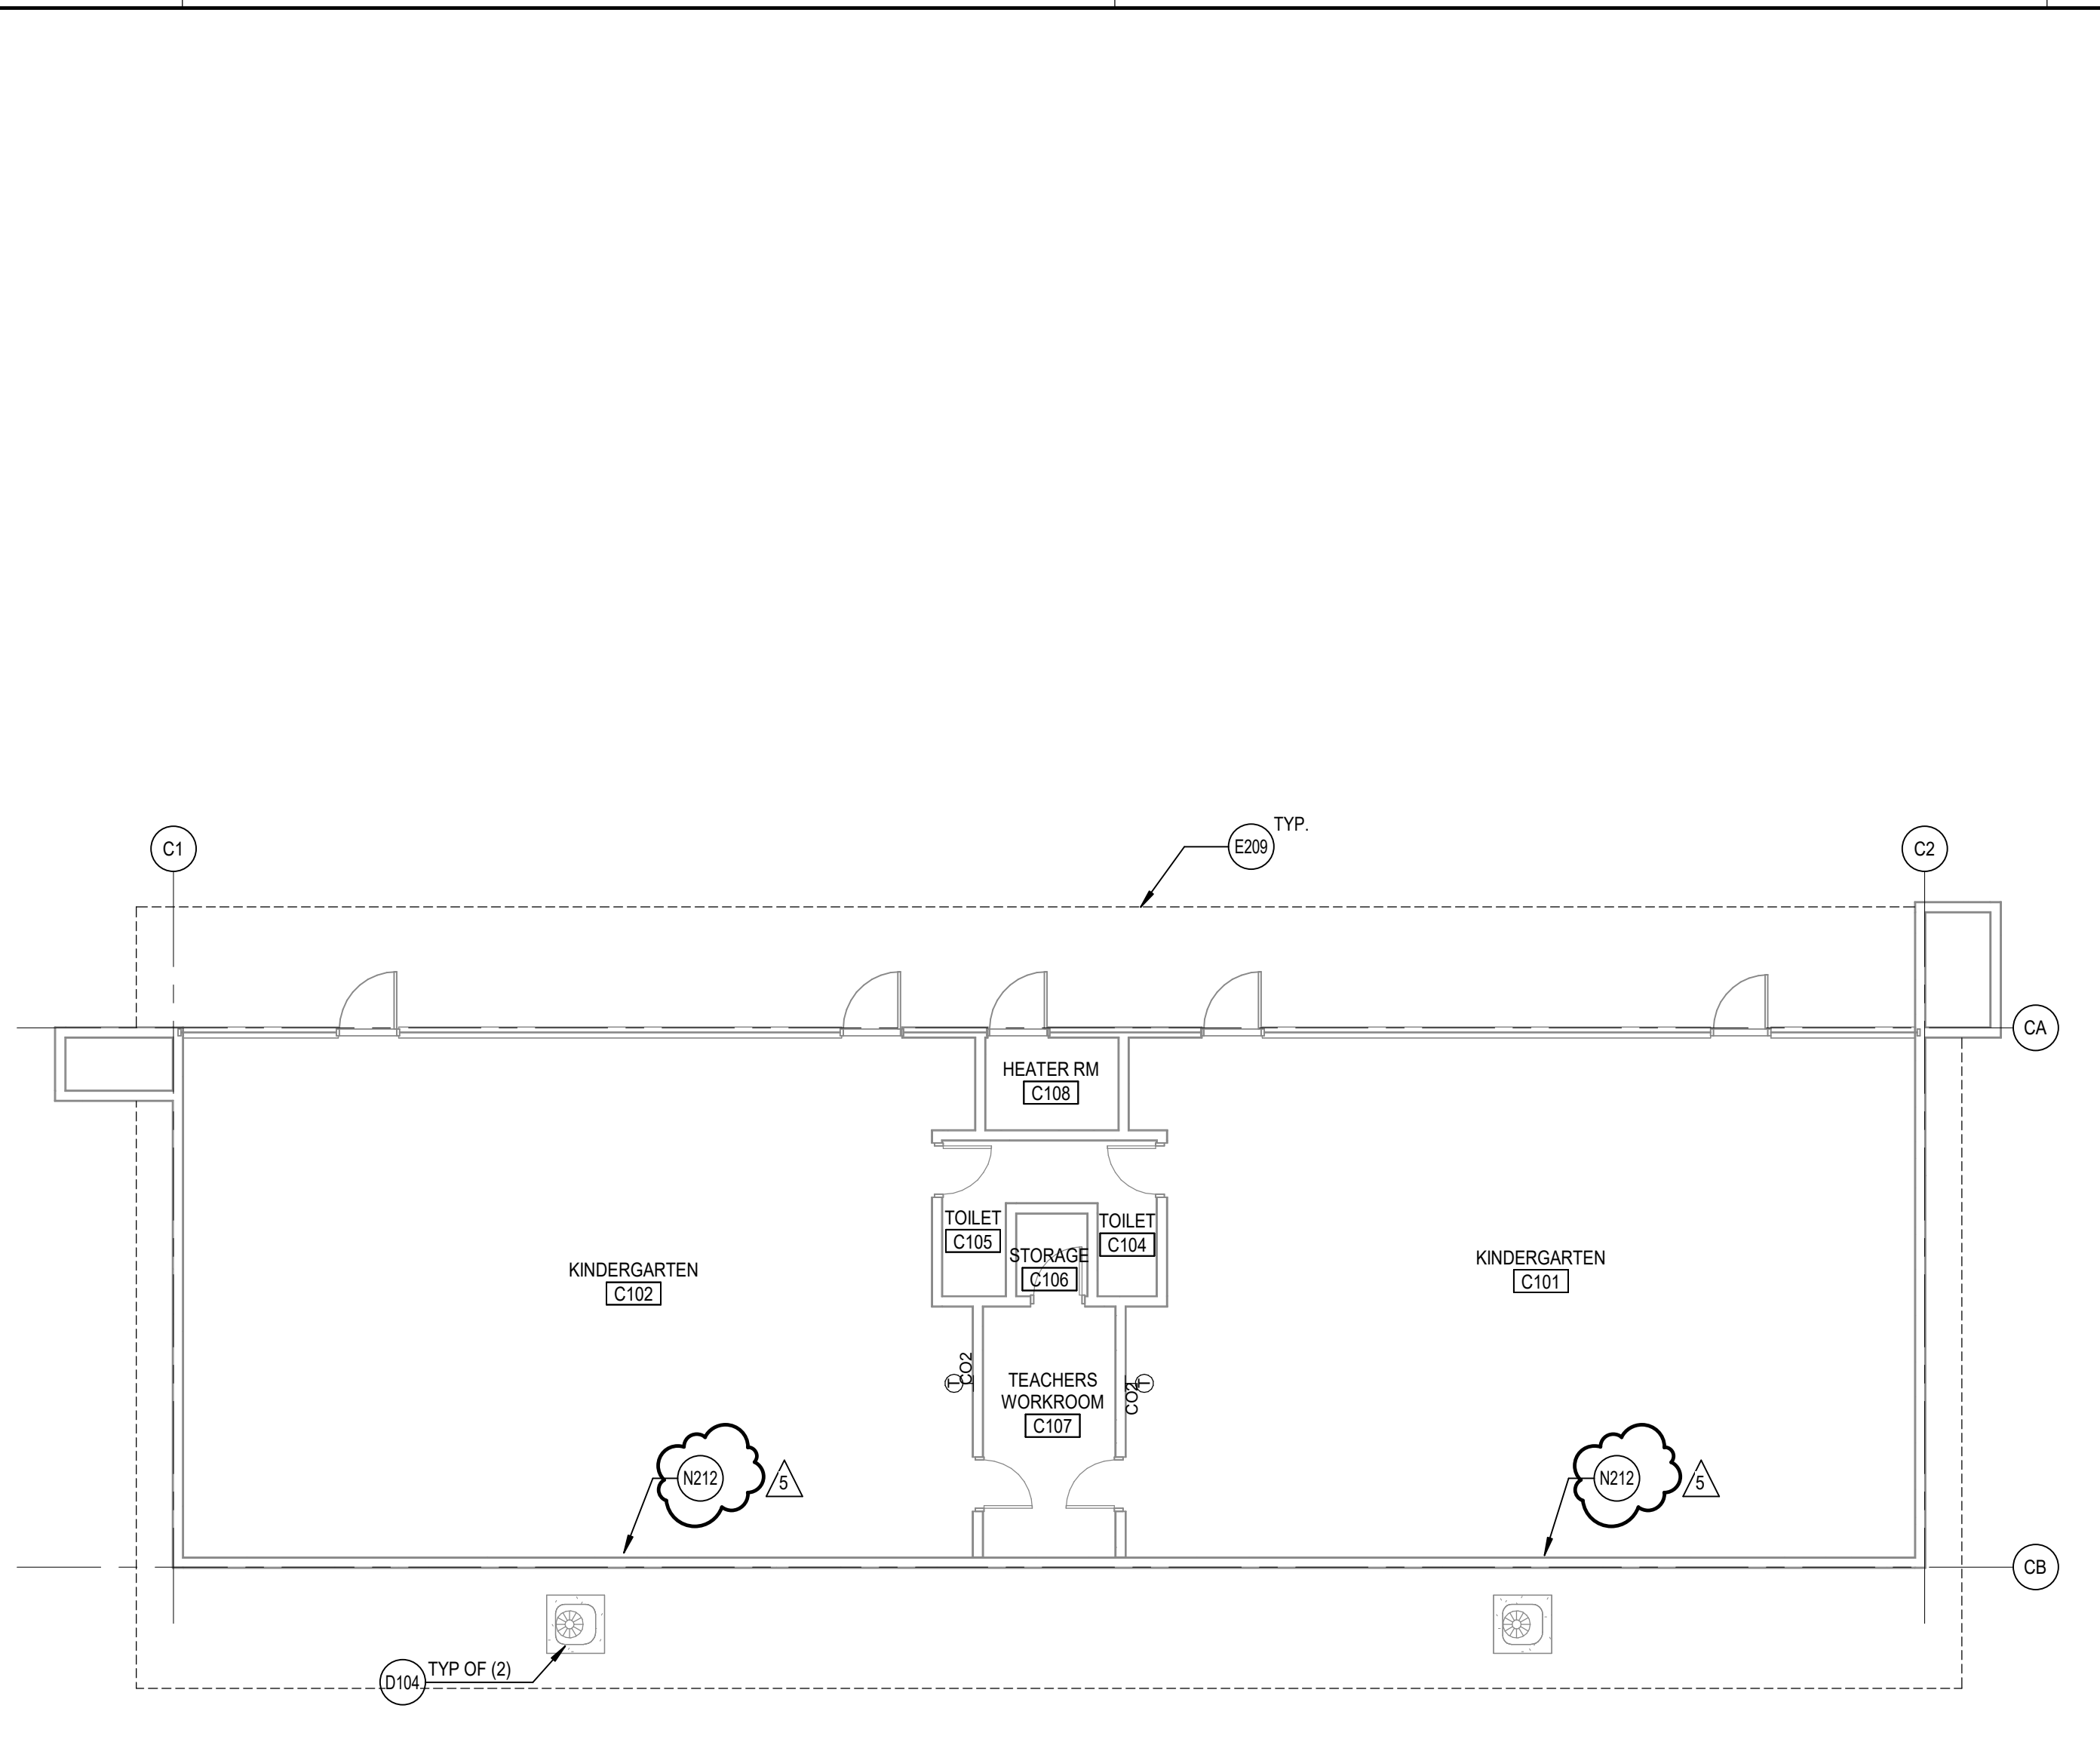 TYP.
C1
E209
C2
CA
HEATER RM
C108
TOILET
C105
TOILET
C104
STORAGE
C106
KINDERGARTEN
C102
KINDERGARTEN
C101
CO2
T
TEACHERS
WORKROOM
C107
CO2
T
N212
5
N212
5
CB
TYP OF (2)
D104